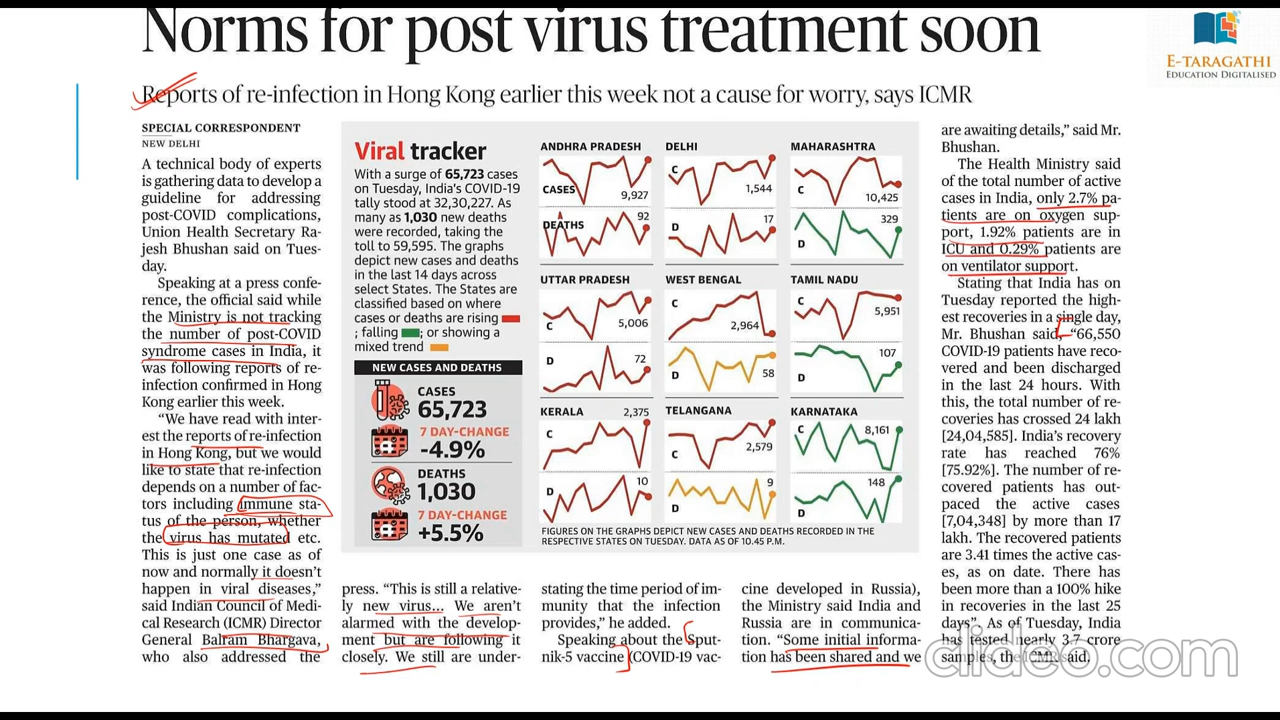 Norms for post virus treatment soon
E-TARAGATHI
EDUCATION DIGITALISED
Reports of re-infection in Hong Kong earlier this week not a cause for worry, says ICMR
SPECIAL CORRESPONDENT
NEW DELHI
A technical body of experts
is gathering data to develop a
guideline for addressing
post-COVID complications,
Union Health Secretary Ra-
jesh Bhushan said on Tues-
day.
Speaking at a press confe-
rence, the official said while
the Ministry is not tracking
the number of post-COVID
syndrome cases in India, it
was following reports of re-
infection confirmed in Hong
Kong earlier this week.
“We have read with inter-
est the reports of re-infection
in Hong Kong, but we would
like to state that re-infection
depends on a number of fac-
tors including immune sta-
tus of the person, whether
the virus has mutated etc.
This is just one case as of
now and normally it doesn’t
happen in viral diseases,”
said Indian Council of Medi-
cal Research (ICMR) Director
General Balram Bhargava,
who also addressed the
Viral tracker
With a surge of 65,723 cases
on Tuesday, India's COVID-19
tally stood at 32,30,227. As
many as 1,030 new deaths
were recorded, taking the
toll to 59,595. The graphs
depict new cases and deaths
in the last 14 days across
select States. The States are
classified based on where
cases or deaths are rising
; falling ; or showing a
mixed trend
NEW CASES AND DEATHS
CASES
65,723
7 DAY-CHANGE
-4.9%
DEATHS
1,030
7 DAY-CHANGE
+5.5%
ANDHRA PRADESH
CASES
9,927
DEATHS
92
DELHI
C
1,544
D
17
MAHARASHTRA
C
10,425
D
329
UTTAR PRADESH
C
5,006
D
72
WEST BENGAL
C
2,964
D
58
TAMIL NADU
C
5,951
D
107
KERALA
2,375
C
D
10
TELANGANA
C
2,579
D
9
KARNATAKA
C
8,161
D
148
FIGURES ON THE GRAPHS DEPICT NEW CASES AND DEATHS RECORDED IN THE
RESPECTIVE STATES ON TUESDAY. DATA AS OF 10.45 P.M.
press. “This is still a relative-
ly new virus... We aren’t
alarmed with the develop-
ment but are following it
closely. We still are under-
stating the time period of im-
munity that the infection
provides,” he added.
Speaking about the Sput-
nik-5 vaccine (COVID-19 vac-
cine developed in Russia),
the Ministry said India and
Russia are in communica-
tion. “Some initial informa-
tion has been shared and we
are awaiting details,” said Mr.
Bhushan.
The Health Ministry said
of the total number of active
cases in India, only 2.7% pa-
tients are on oxygen sup-
port, 1.92% patients are in
ICU and 0.29% patients are
on ventilator support.
Stating that India has on
Tuesday reported the high-
est recoveries in a single day,
Mr. Bhushan said, “66,550
COVID-19 patients have reco-
vered and been discharged
in the last 24 hours. With
this, the total number of re-
coveries has crossed 24 lakh
[24,04,585]. India’s recovery
rate has reached 76%
[75.92%]. The number of re-
covered patients has out-
paced the active cases
[7,04,348] by more than 17
lakh. The recovered patients
are 3.41 times the active cas-
es, as on date. There has
been more than a 100% hike
in recoveries in the last 25
days”. As of Tuesday, India
has tested nearly 3.7 crore
samples, the ICMR said.
clideo.com